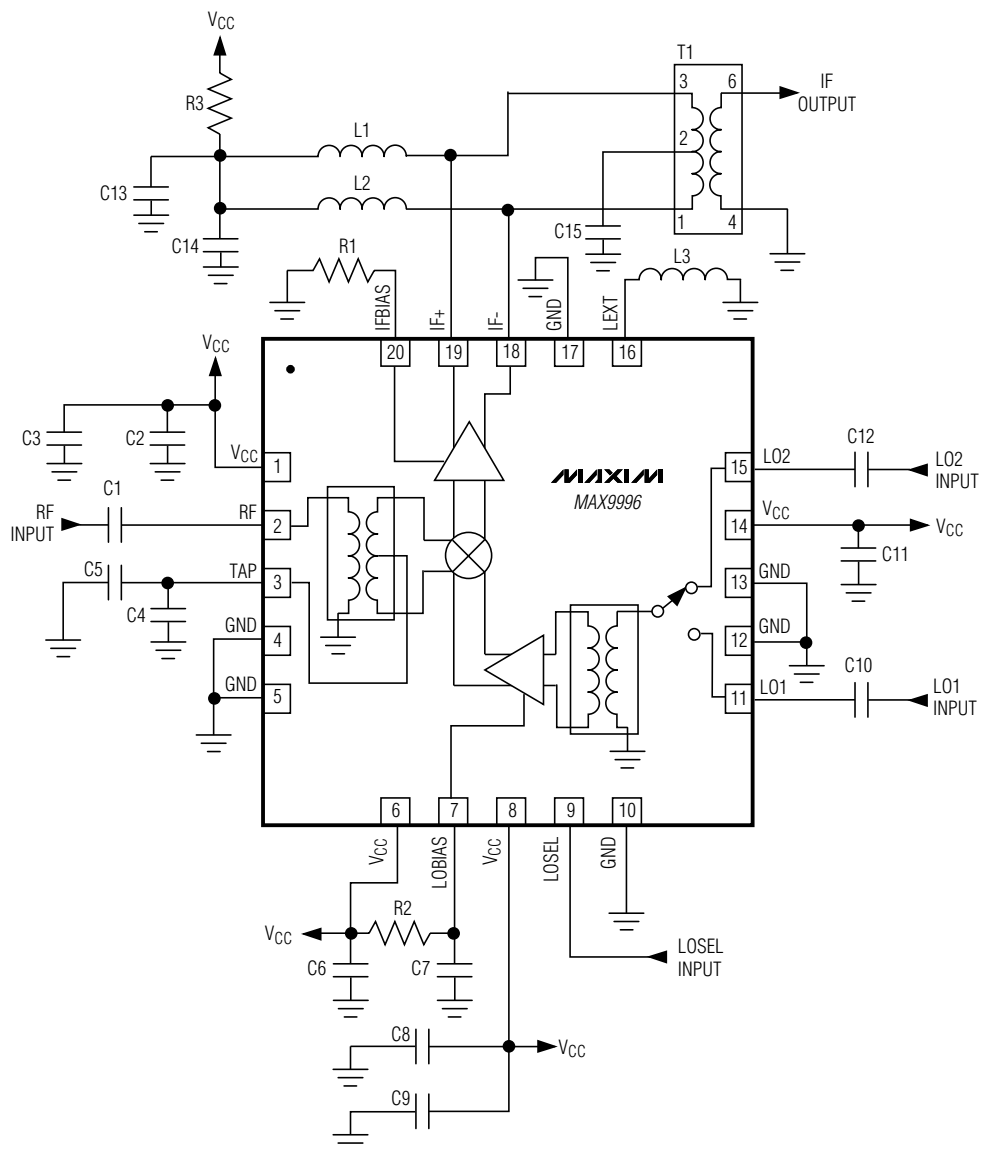 VCC
T1
3
6
IF
OUTPUT
R3
L1
2
C13
L2
1
4
C15
C14
R1
L3
IFBIAS
IF+
IF-
GND
LEXT
VCC
20
19
18
17
16
C3
C2
VCC
1
C12
15
LO2
LO2
INPUT
MAXIM
MAX9996
C1
RF
INPUT
RF
2
14
VCC
VCC
C11
C5
TAP
3
13
GND
C4
GND
4
12
GND
C10
GND
5
11
LO1
LO1
INPUT
6
7
8
9
10
VCC
LOBIAS
VCC
LOSEL
GND
R2
VCC
C6
C7
LOSEL
INPUT
C8
VCC
C9